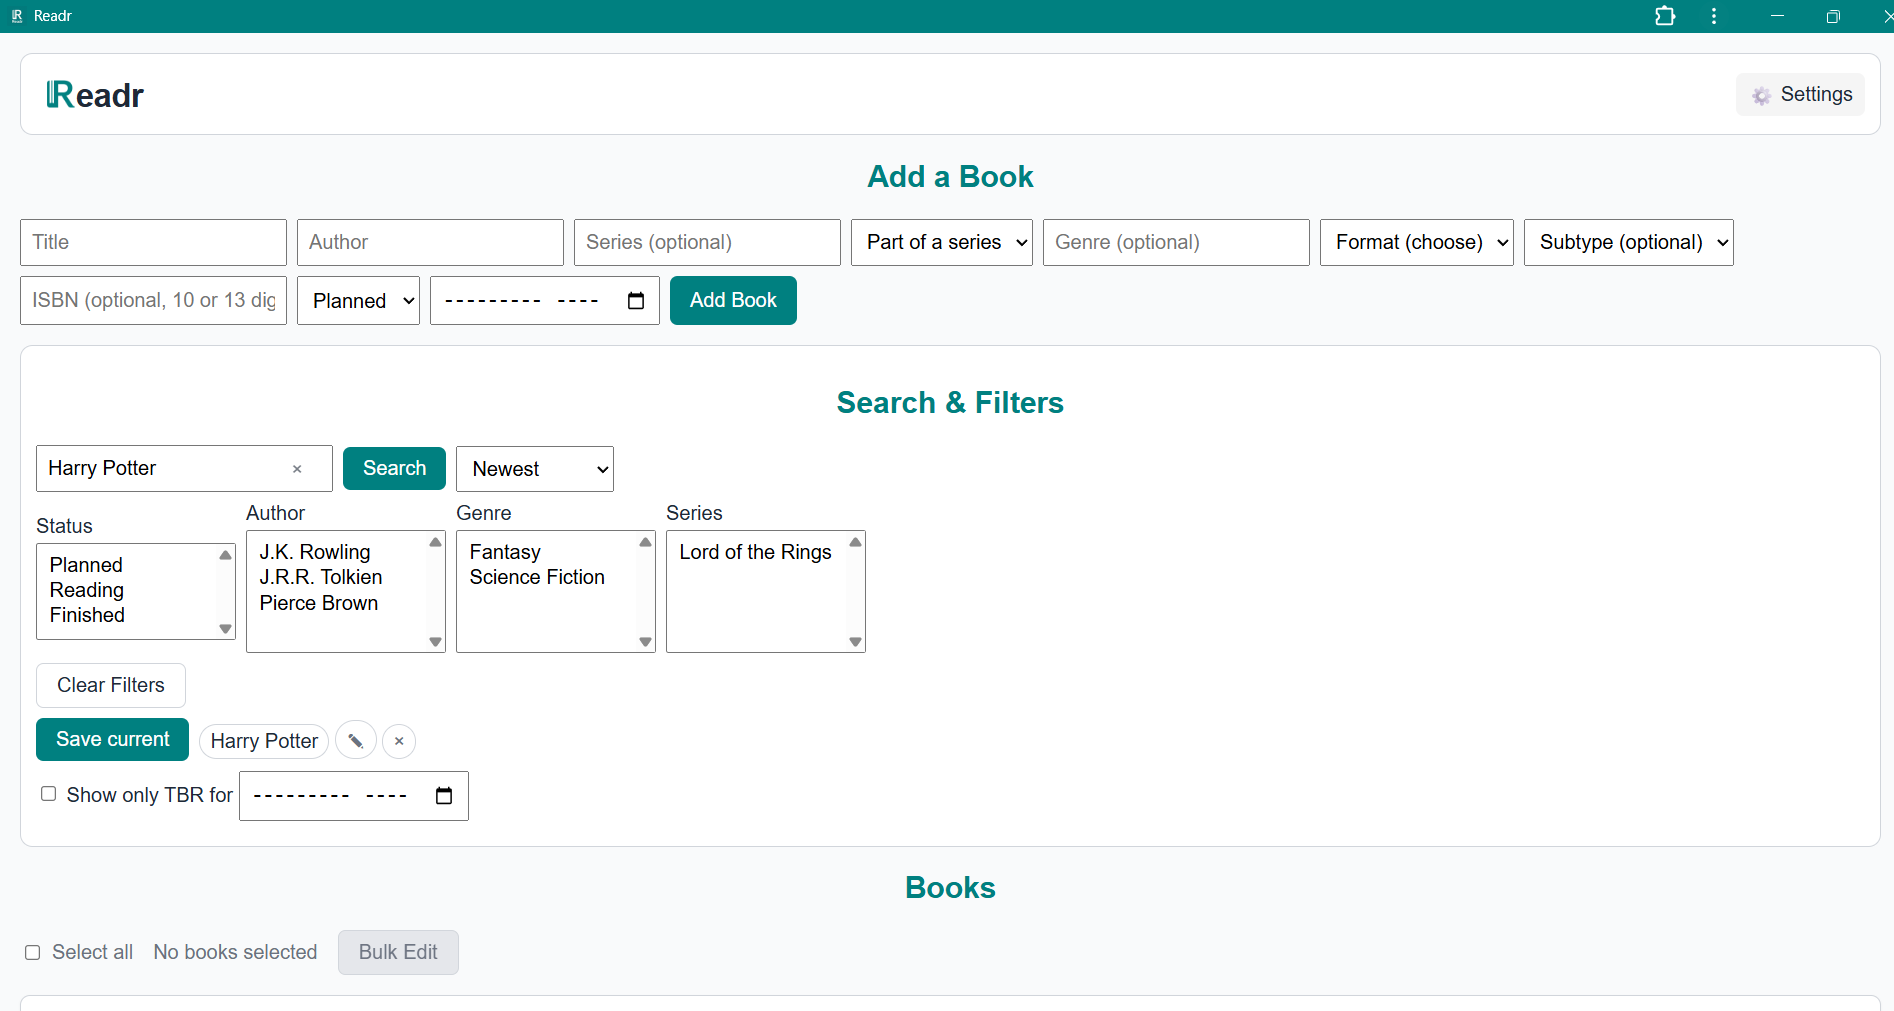 Readr
Readr
Settings
Add a Book
Title
Author
Series (optional)
Part of a series
Genre (optional)
Format (choose)
Subtype (optional)
ISBN (optional, 10 or 13 dig
Planned
--------- ----
Add Book
Search & Filters
Harry Potter ×
Search
Newest
Status
Author
Genre
Series
Planned
Reading
Finished
J.K. Rowling
J.R.R. Tolkien
Pierce Brown
Fantasy
Science Fiction
Lord of the Rings
Clear Filters
Save current
Harry Potter
×
Show only TBR for
--------- ----
Books
Select all
No books selected
Bulk Edit